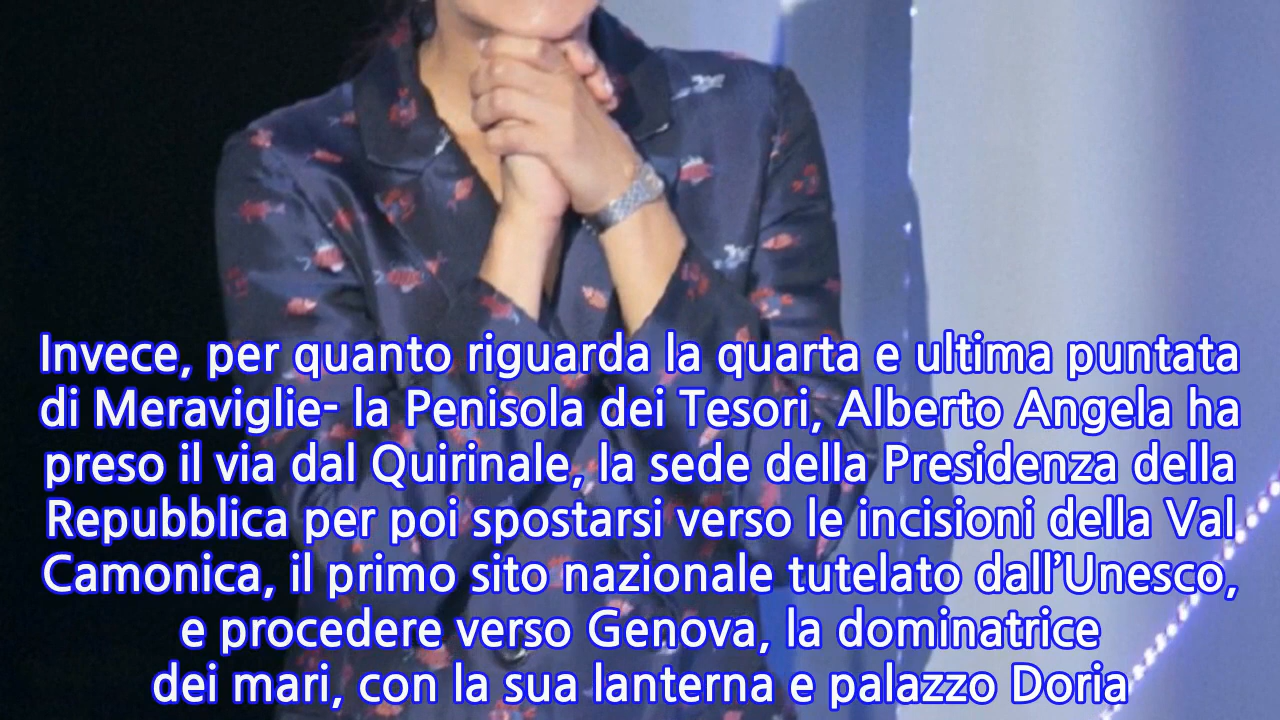 Invece, per quanto riguarda la quarta e ultima puntata
di Meraviglie- la Penisola dei Tesori, Alberto Angela ha
preso il via dal Quirinale, la sede della Presidenza della
Repubblica per poi spostarsi verso le incisioni della Val
Camonica, il primo sito nazionale tutelato dall’Unesco,
e procedere verso Genova, la dominatrice
dei mari, con la sua lanterna e palazzo Doria